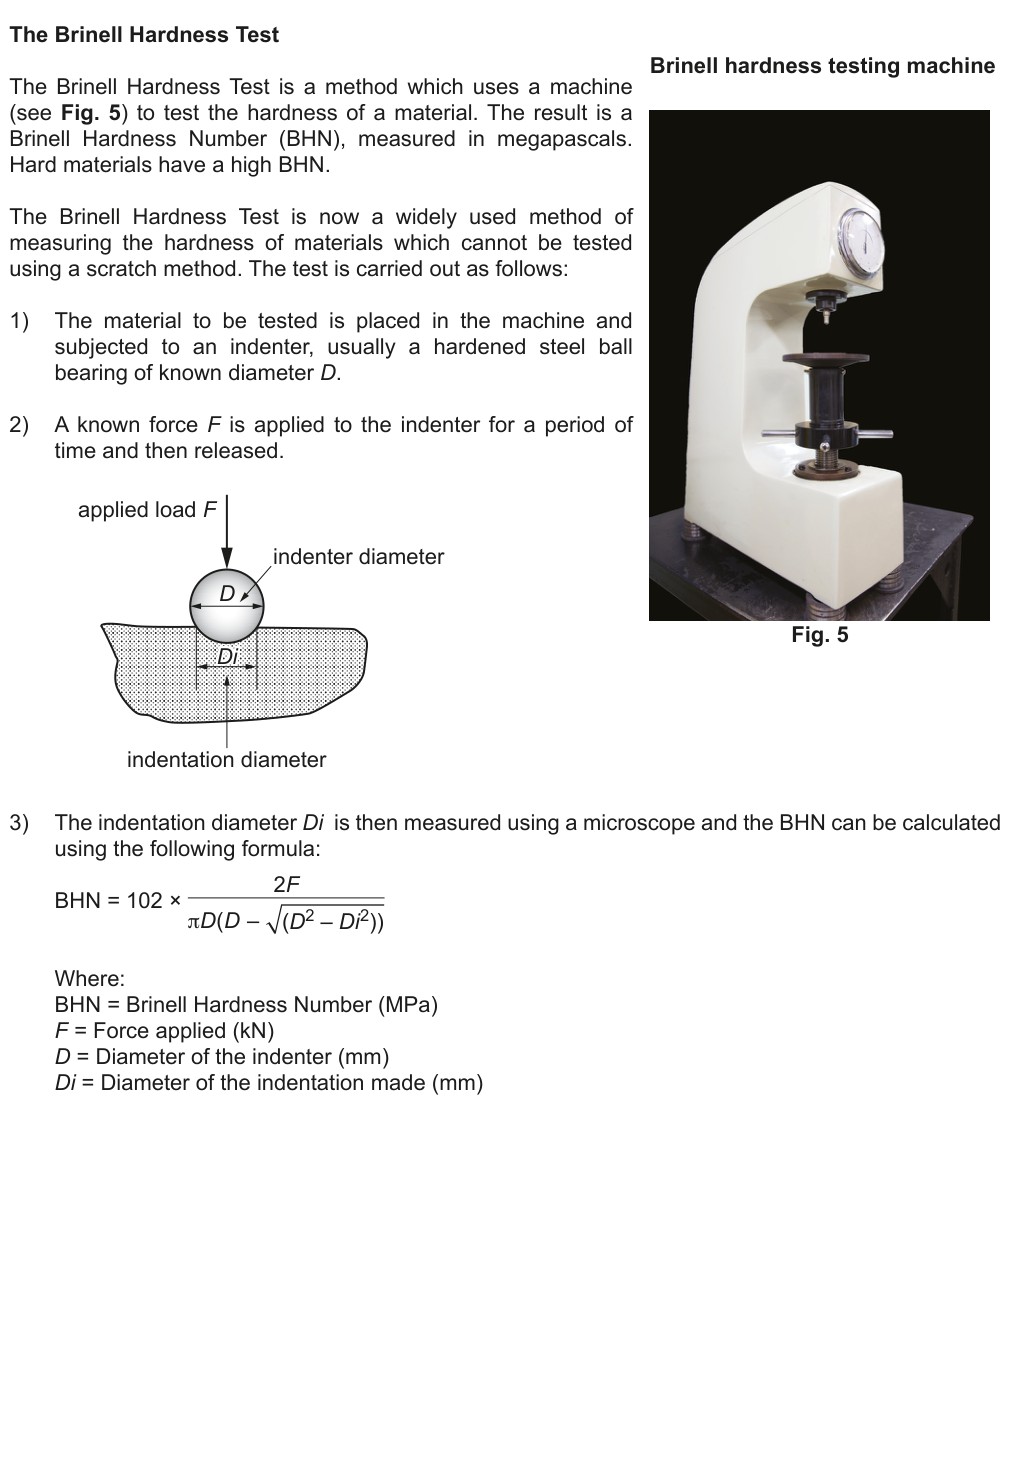 The Brinell Hardness Test
Brinell hardness testing machine
The Brinell Hardness Test is a method which uses a machine
(see Fig. 5) to test the hardness of a material. The result is a
Brinell Hardness Number (BHN), measured in megapascals.
Hard materials have a high BHN.
The Brinell Hardness Test is now a widely used method of
measuring the hardness of materials which cannot be tested
using a scratch method. The test is carried out as follows:
1) The material to be tested is placed in the machine and
subjected to an indenter, usually a hardened steel ball
bearing of known diameter D.
2) A known force F is applied to the indenter for a period of
time and then released.
applied load F
indenter diameter
D
Di
indentation diameter
Fig. 5
3) The indentation diameter Di is then measured using a microscope and the BHN can be calculated
using the following formula:
BHN = 102 × 2F / πD(D – √(D² – Di²))
Where:
BHN = Brinell Hardness Number (MPa)
F = Force applied (kN)
D = Diameter of the indenter (mm)
Di = Diameter of the indentation made (mm)